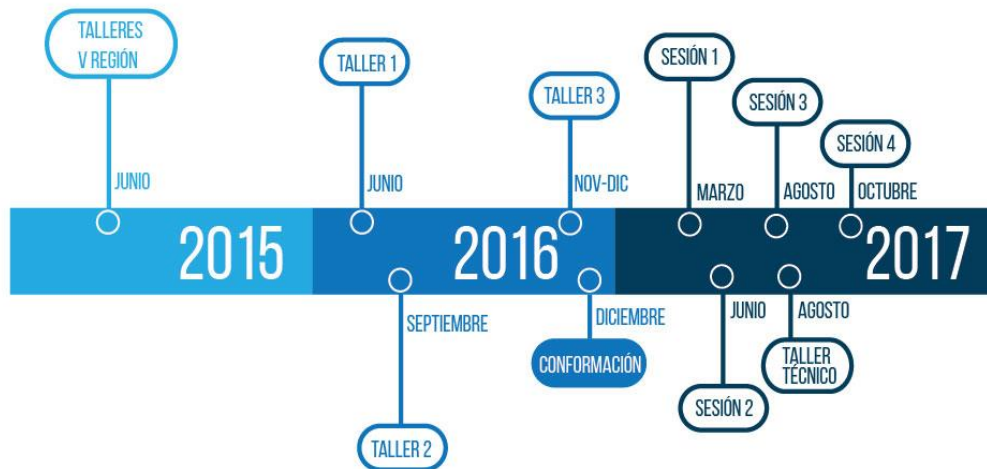 TALLERES
V REGIÓN
JUNIO
2015
TALLER 1
JUNIO
TALLER 3
NOV-DIC
2016
SEPTIEMBRE
TALLER 2
DICIEMBRE
CONFORMACIÓN
SESIÓN 1
MARZO
SESIÓN 3
AGOSTO
SESIÓN 4
OCTUBRE
2017
JUNIO
SESIÓN 2
AGOSTO
TALLER
TÉCNICO